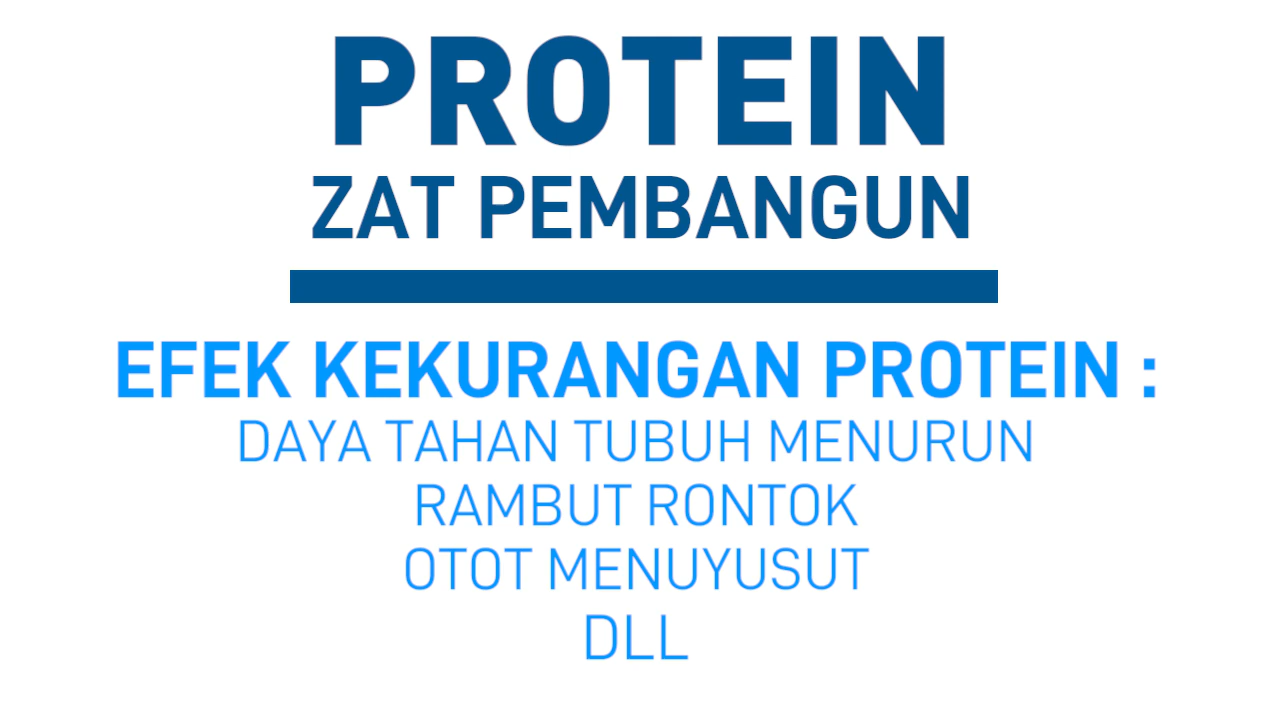 PROTEIN
ZAT PEMBANGUN
EFEK KEKURANGAN PROTEIN :
DAYA TAHAN TUBUH MENURUN
RAMBUT RONTOK
OTOT MENUYUSUT
DLL